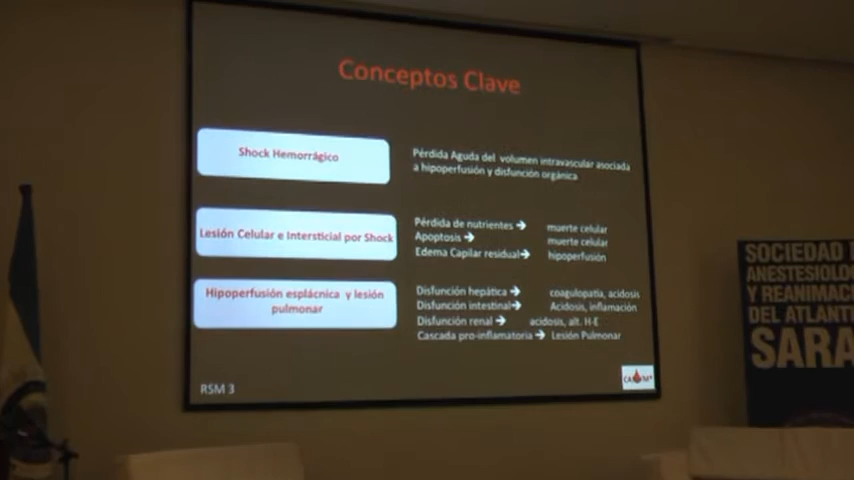 Conceptos Clave
Shock Hemorrágico
Pérdida Aguda del volumen intravascular asociada
a hipoperfusión y disfunción orgánica
Lesión Celular e Intersticial por Shock
Pérdida de nutrientes → muerte celular
Apoptosis → muerte celular
Edema Capilar residual → hipoperfusión
Hipoperfusión esplácnica y lesión
pulmonar
Disfunción hepática → coagulopatía, acidosis
Disfunción intestinal → Acidosis, inflamación
Disfunción renal → acidosis, alt. H-E
Cascada pro-inflamatoria → Lesión Pulmonar
RSM 3
SOCIEDAD
ANESTESIOLO
Y REANIMACI
DEL ATLANT
SARA